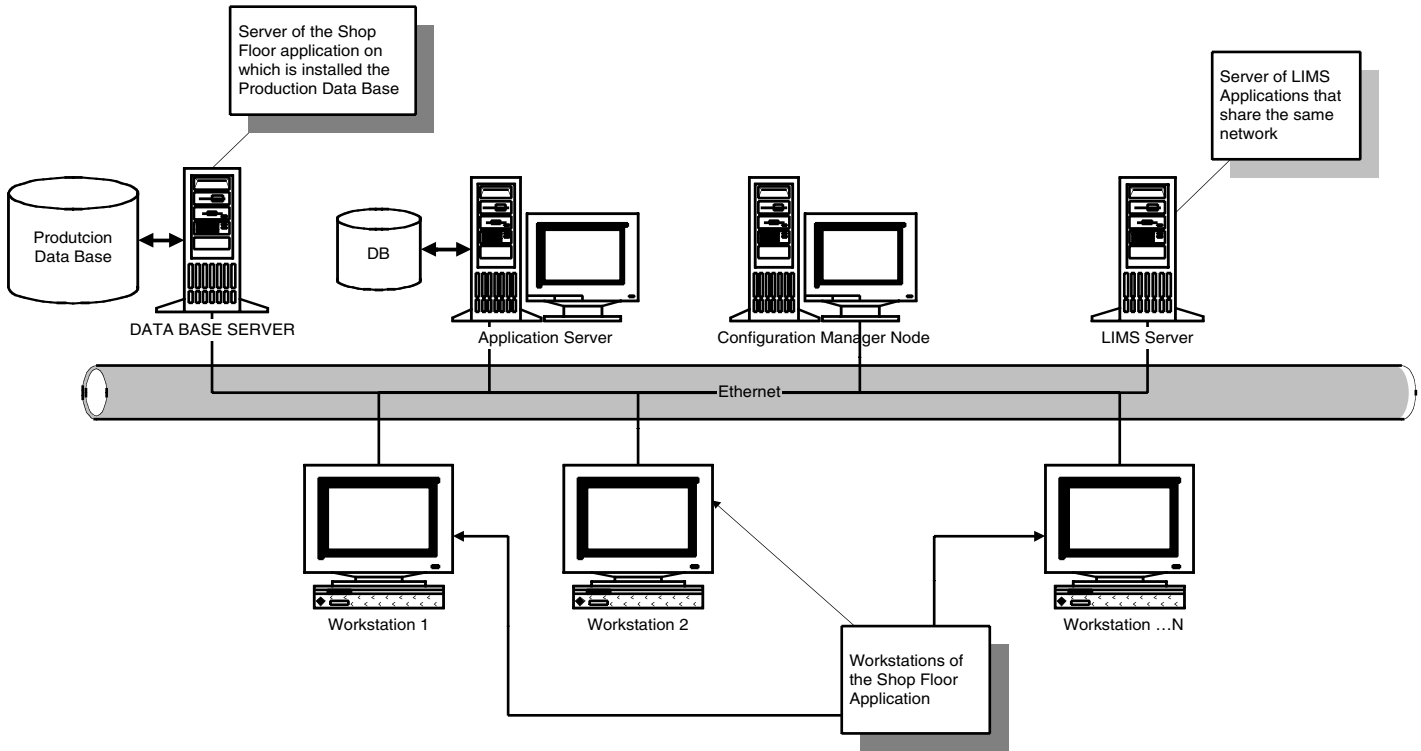 Server of the Shop
Floor application on
which is installed the
Production Data Base
Server of LIMS
Applications that
share the same
network
Produtcion
Data Base
DB
DATA BASE SERVER
Application Server
Configuration Manager Node
LIMS Server
Ethernet
Workstation 1
Workstation 2
Workstation ...N
Workstations of
the Shop Floor
Application